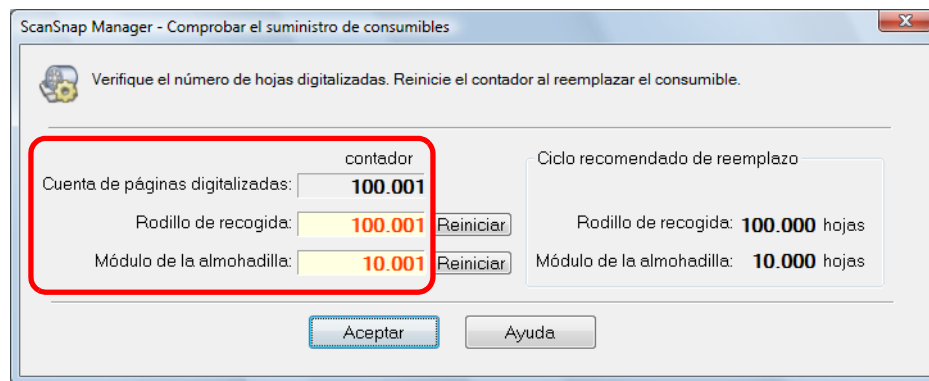 ScanSnap Manager - Comprobar el suministro de consumibles
Verifique el número de hojas digitalizadas. Reinicie el contador al reemplazar el consumible.
contador
Cuenta de páginas digitalizadas: 100.001
Rodillo de recogida: 100.001 Reiniciar
Módulo de la almohadilla: 10.001 Reiniciar
Ciclo recomendado de reemplazo
Rodillo de recogida: 100.000 hojas
Módulo de la almohadilla: 10.000 hojas
Aceptar Ayuda